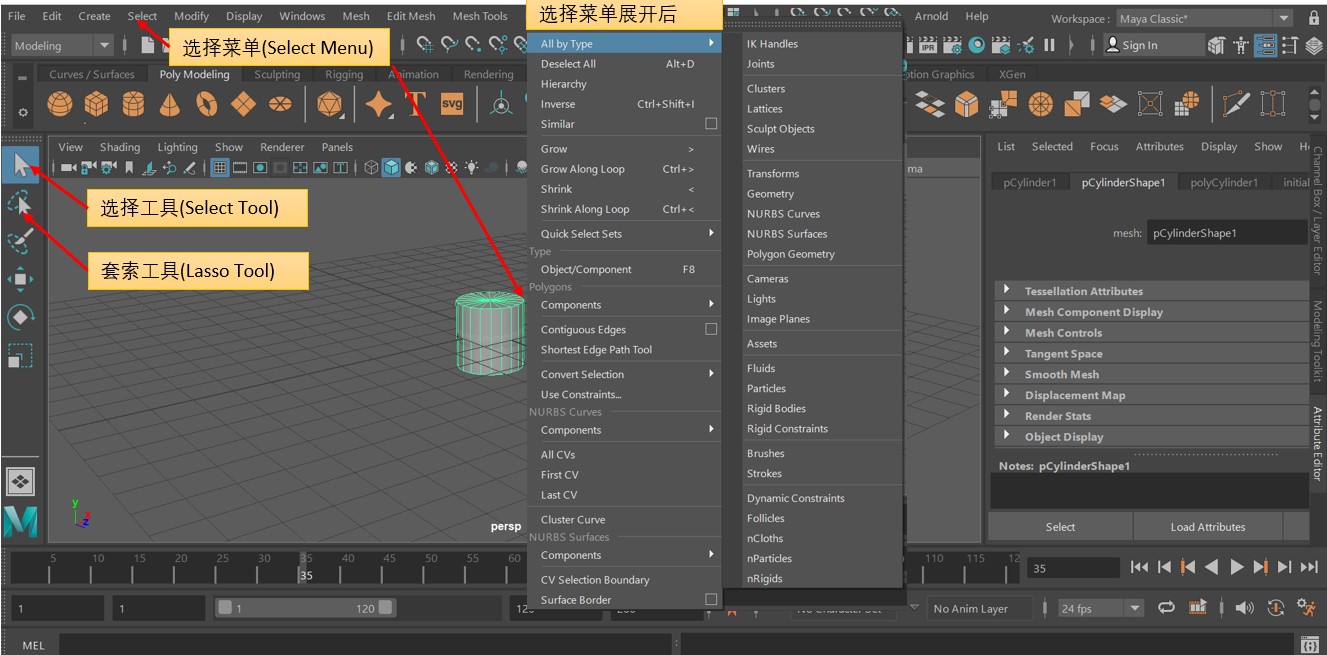 File Edit Create Select Modify Display Windows Mesh Edit Mesh Mesh Tools 选择菜单展开后 Arnold Help Workspace : Maya Classic*
Modeling 选择菜单(Select Menu) Sign In
Curves / Surfaces Poly Modeling Sculpting Rigging Animation Rendering otion Graphics XGen
View Shading Lighting Show Renderer Panels
选择工具(Select Tool)
套索工具(Lasso Tool)
All by Type
Deselect All Alt+D
Hierarchy
Inverse Ctrl+Shift+I
Similar
Grow >
Grow Along Loop Ctrl+>
Shrink <
Shrink Along Loop Ctrl+<
Quick Select Sets
Type
Object/Component F8
Polygons
Components
Contiguous Edges
Shortest Edge Path Tool
Convert Selection
Use Constraints...
NURBS Curves
Components
All CVs
First CV
Last CV
Cluster Curve
NURBS Surfaces
Components
CV Selection Boundary
Surface Border
IK Handles
Joints
Clusters
Lattices
Sculpt Objects
Wires
Transforms
Geometry
NURBS Curves
NURBS Surfaces
Polygon Geometry
Cameras
Lights
Image Planes
Assets
Fluids
Particles
Rigid Bodies
Rigid Constraints
Brushes
Strokes
Dynamic Constraints
Follicles
nCloths
nParticles
nRigids
svg
IPR
ma
List Selected Focus Attributes Display Show
pCylinder1 pCylinderShape1 polyCylinder1 initial
mesh: pCylinderShape1
Tessellation Attributes
Mesh Component Display
Mesh Controls
Tangent Space
Smooth Mesh
Displacement Map
Render Stats
Object Display
Notes: pCylinderShape1
Select Load Attributes
Channel Box / Layer Editor
Modeling Toolkit
Attribute Editor
y
x
z
persp
5 10 15 20 25 30 35 40 45 50 55 60 110 115 12
35 35
1 1 1 120 No Anim Layer 24 fps
MEL